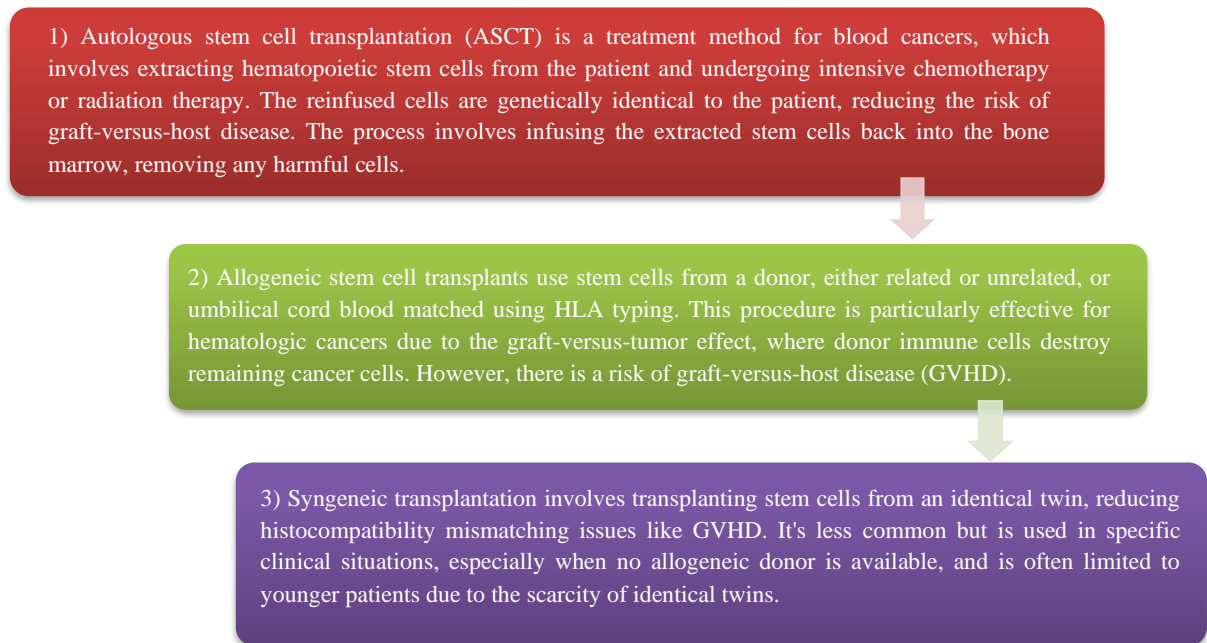 1) Autologous stem cell transplantation (ASCT) is a treatment method for blood cancers, which
involves extracting hematopoietic stem cells from the patient and undergoing intensive chemotherapy
or radiation therapy. The reinfused cells are genetically identical to the patient, reducing the risk of
graft-versus-host disease. The process involves infusing the extracted stem cells back into the bone
marrow, removing any harmful cells.
2) Allogeneic stem cell transplants use stem cells from a donor, either related or unrelated, or
umbilical cord blood matched using HLA typing. This procedure is particularly effective for
hematologic cancers due to the graft-versus-tumor effect, where donor immune cells destroy
remaining cancer cells. However, there is a risk of graft-versus-host disease (GVHD).
3) Syngeneic transplantation involves transplanting stem cells from an identical twin, reducing
histocompatibility mismatching issues like GVHD. It's less common but is used in specific
clinical situations, especially when no allogeneic donor is available, and is often limited to
younger patients due to the scarcity of identical twins.